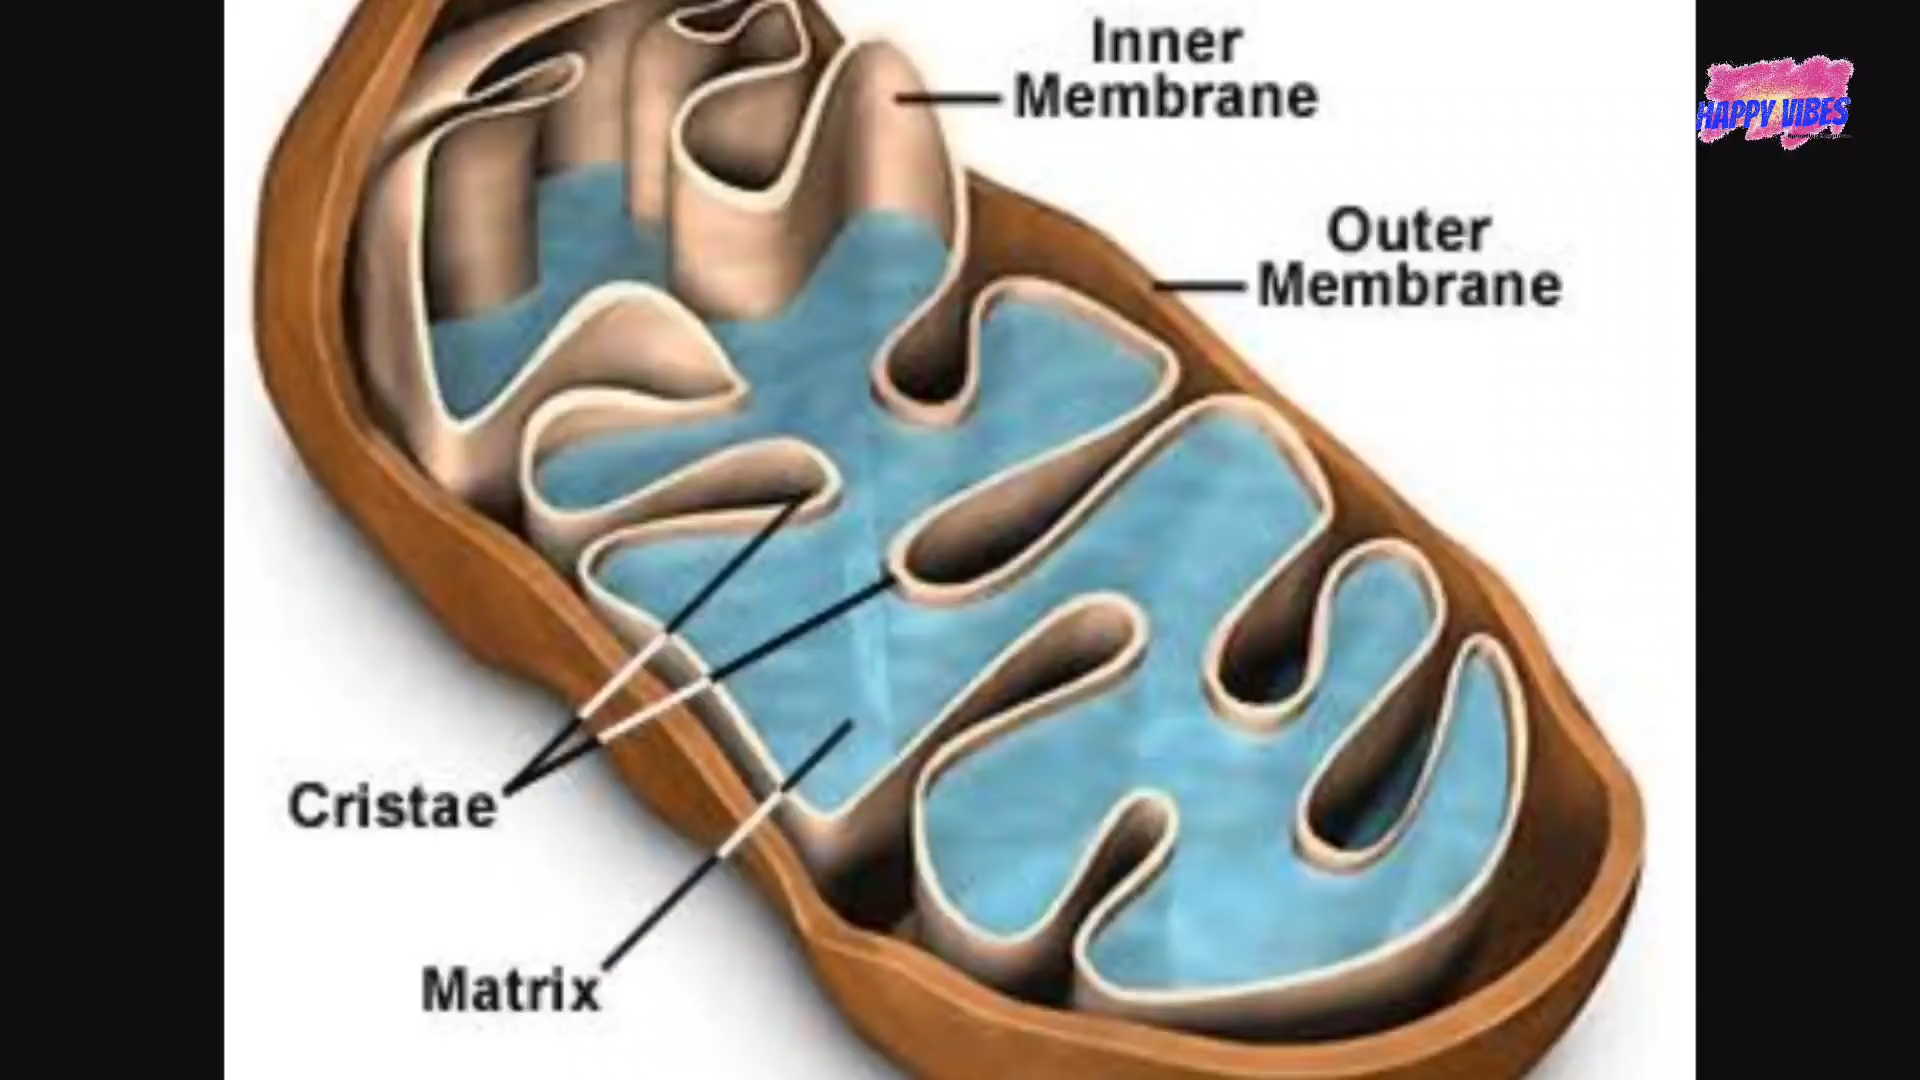 Inner
Membrane
Outer
Membrane
Cristae
Matrix
HAPPY VIBES